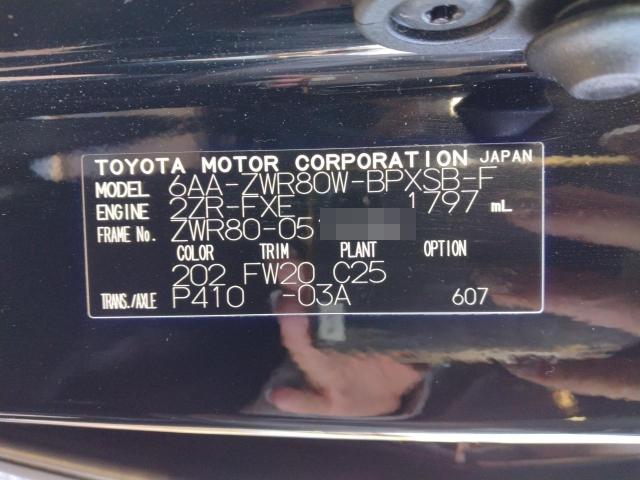 TOYOTA MOTOR CORPORATION JAPAN
MODEL 6AA-ZWR80W-BPXSB-F
ENGINE 2ZR-FXE 1797 mL
FRAME No. ZWR80-05
COLOR TRIM PLANT OPTION
202 FW20 C25
TRANS./AXLE P410 -03A 607